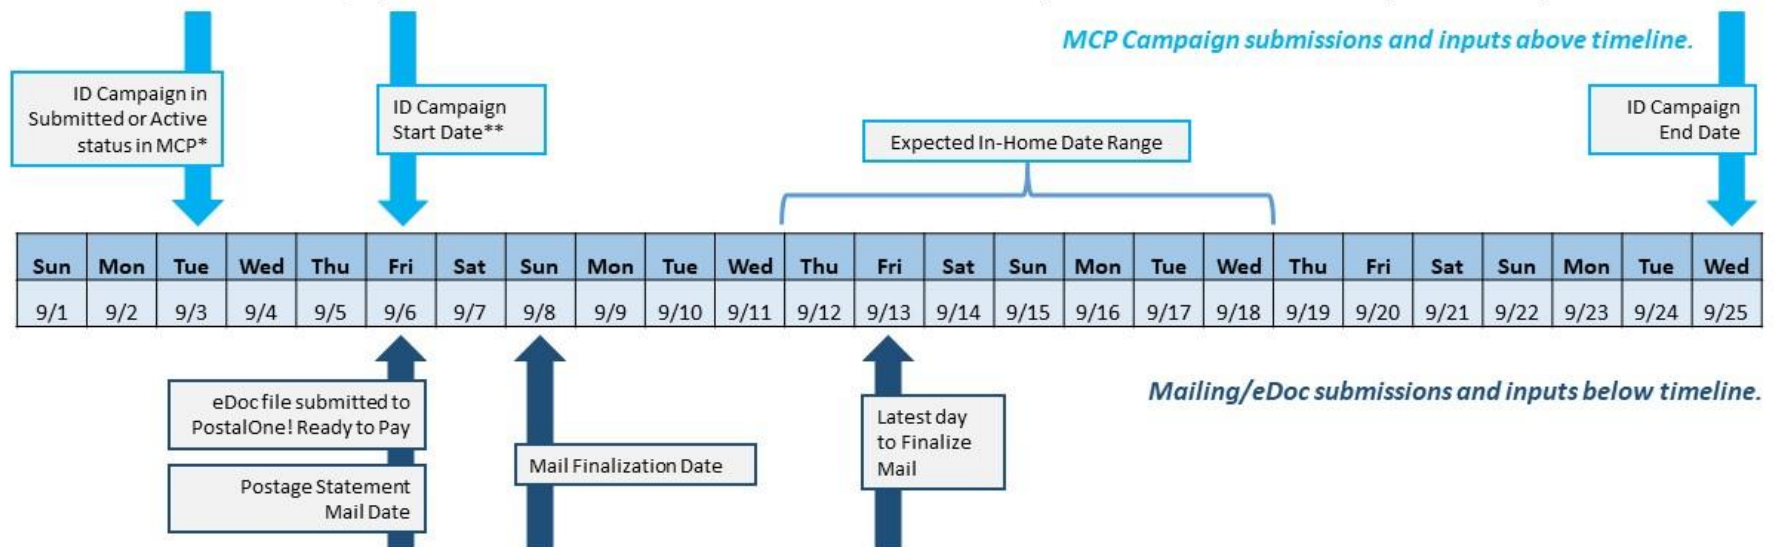 MCP Campaign submissions and inputs above timeline.
ID Campaign in
Submitted or Active
status in MCP*
ID Campaign
Start Date**
Expected In-Home Date Range
ID Campaign
End Date
Sun Mon Tue Wed Thu Fri Sat Sun Mon Tue Wed Thu Fri Sat Sun Mon Tue Wed Thu Fri Sat Sun Mon Tue Wed
9/1 9/2 9/3 9/4 9/5 9/6 9/7 9/8 9/9 9/10 9/11 9/12 9/13 9/14 9/15 9/16 9/17 9/18 9/19 9/20 9/21 9/22 9/23 9/24 9/25
eDoc file submitted to
PostalOne! Ready to Pay
Postage Statement
Mail Date
Mail Finalization Date
Latest day
to Finalize
Mail
Mailing/eDoc submissions and inputs below timeline.